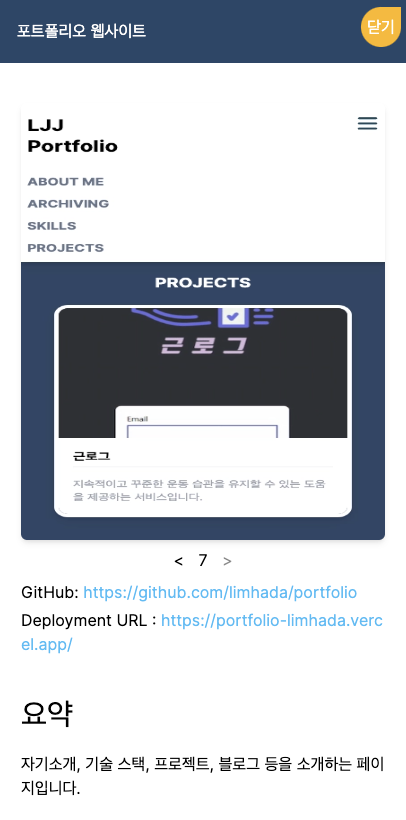 포트폴리오 웹사이트
닫기
LJJ
Portfolio
ABOUT ME
ARCHIVING
SKILLS
PROJECTS
PROJECTS
근로그
Email
근로그
지속적이고 꾸준한 운동 습관을 유지할 수 있는 도움
을 제공하는 서비스입니다.
< 7 >
GitHub: https://github.com/limhada/portfolio
Deployment URL : https://portfolio-limhada.verc
el.app/
요약
자기소개, 기술 스택, 프로젝트, 블로그 등을 소개하는 페이
지입니다.